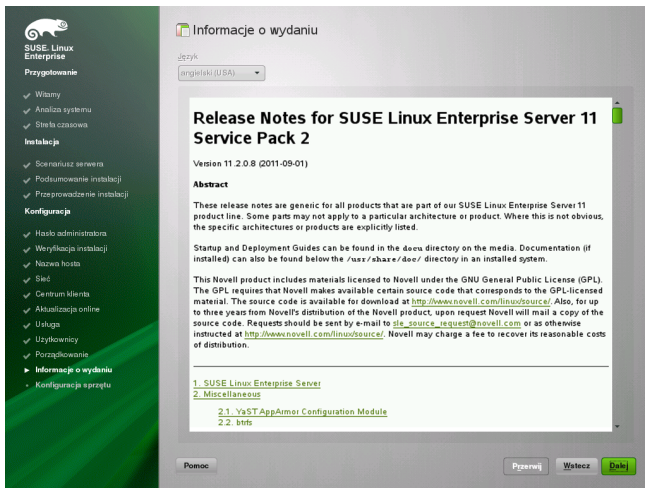 SUSE. Linux
Enterprise
Przygotowanie
Witamy
Analiza systemu
Strefa czasowa
Instalacja
Scenariusz serwera
Podsumowanie instalacji
Przeprowadzenie instalacji
Konfiguracja
Hasło administratora
Weryfikacja instalacji
Nazwa hosta
Sieć
Centrum klienta
Aktualizacja online
Usługa
Użytkownicy
Porządkowanie
Informacje o wydaniu
Konfiguracja sprzętu
Informacje o wydaniu
Język
angielski (USA)
Release Notes for SUSE Linux Enterprise Server 11
Service Pack 2
Version 11.2.0.8 (2011-09-01)
Abstract
These release notes are generic for all products that are part of our SUSE Linux Enterprise Server 11
product line. Some parts may not apply to a particular architecture or product. Where this is not obvious,
the specific architectures or products are explicitly listed.
Startup and Deployment Guides can be found in the docu directory on the media. Documentation (if
installed) can also be found below the /usr/share/doc/ directory in an installed system.
This Novell product includes materials licensed to Novell under the GNU General Public License (GPL).
The GPL requires that Novell makes available certain source code that corresponds to the GPL-licensed
material. The source code is available for download at http://www.novell.com/linux/source/. Also, for up
to three years from Novell's distribution of the Novell product, upon request Novell will mail a copy of the
source code. Requests should be sent by e-mail to sle_source_request@novell.com or as otherwise
instructed at http://www.novell.com/linux/source/. Novell may charge a fee to recover its reasonable costs
of distribution.
1. SUSE Linux Enterprise Server
2. Miscellaneous
2.1. YaST AppArmor Configuration Module
2.2. btrfs
Pomoc
Przerwij
Wstecz
Dalej